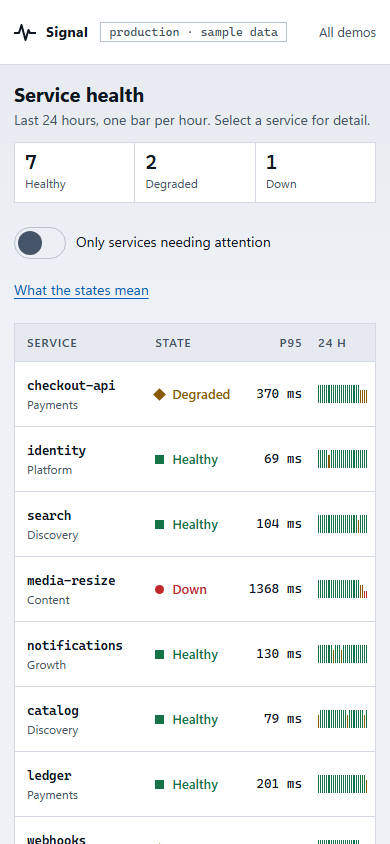 Signal
production · sample data
All demos
Service health
Last 24 hours, one bar per hour. Select a service for detail.
7
Healthy
2
Degraded
1
Down
Only services needing attention
What the states mean
SERVICE STATE P95 24 H
checkout-api
Payments
Degraded 370 ms
identity
Platform
Healthy 69 ms
search
Discovery
Healthy 104 ms
media-resize
Content
Down 1368 ms
notifications
Growth
Healthy 130 ms
catalog
Discovery
Healthy 79 ms
ledger
Payments
Healthy 201 ms
webhooks